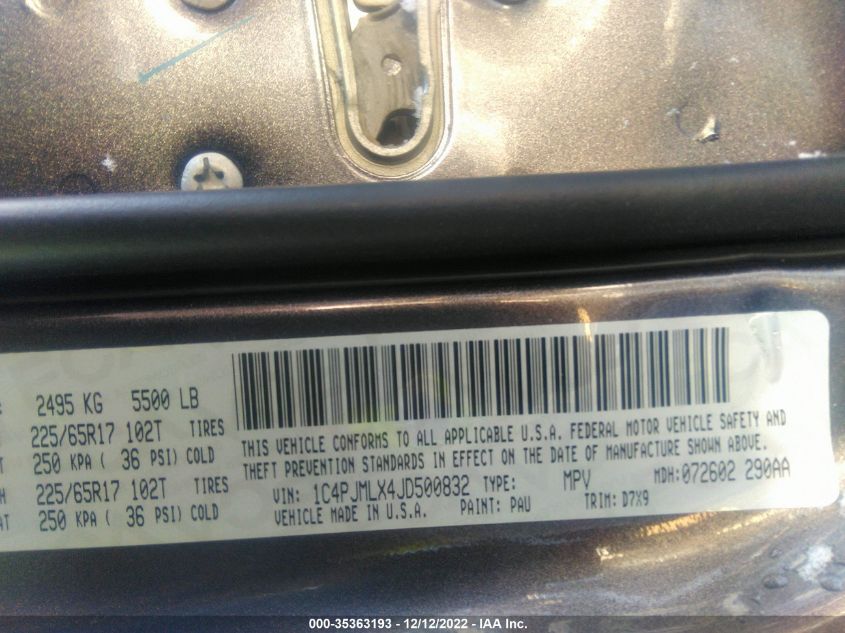 2495 KG 5500 LB
225/65R17 102T TIRES
250 KPA ( 36 PSI) COLD
225/65R17 102T TIRES
250 KPA ( 36 PSI) COLD
THIS VEHICLE CONFORMS TO ALL APPLICABLE U.S.A. FEDERAL MOTOR VEHICLE SAFETY AND
THEFT PREVENTION STANDARDS IN EFFECT ON THE DATE OF MANUFACTURE SHOWN ABOVE.
VIN: 1C4PJMLX4JD500832 TYPE: MPV MDH:072602 290AA
VEHICLE MADE IN U.S.A. PAINT: PAU TRIM: D7X9
000-35363193 - 12/12/2022 - IAA Inc.